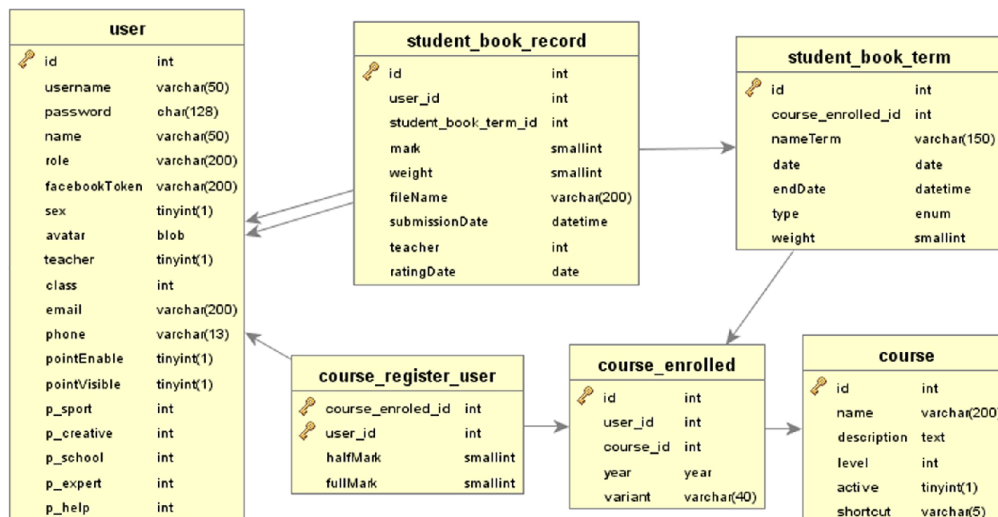 user
id int
username varchar(50)
password char(128)
name varchar(50)
role varchar(200)
facebookToken varchar(200)
sex tinyint(1)
avatar blob
teacher tinyint(1)
class int
email varchar(200)
phone varchar(13)
pointEnable tinyint(1)
pointVisible tinyint(1)
p_sport int
p_creative int
p_school int
p_expert int
p_help int
student_book_record
id int
user_id int
student_book_term_id int
mark smallint
weight smallint
fileName varchar(200)
submissionDate datetime
teacher int
ratingDate date
student_book_term
id int
course_enrolled_id int
nameTerm varchar(150)
date date
endDate datetime
type enum
weight smallint
course_register_user
course_enroled_id int
user_id int
halfMark smallint
fullMark smallint
course_enrolled
id int
user_id int
course_id int
year year
variant varchar(40)
course
id int
name varchar(200)
description text
level int
active tinyint(1)
shortcut varchar(5)